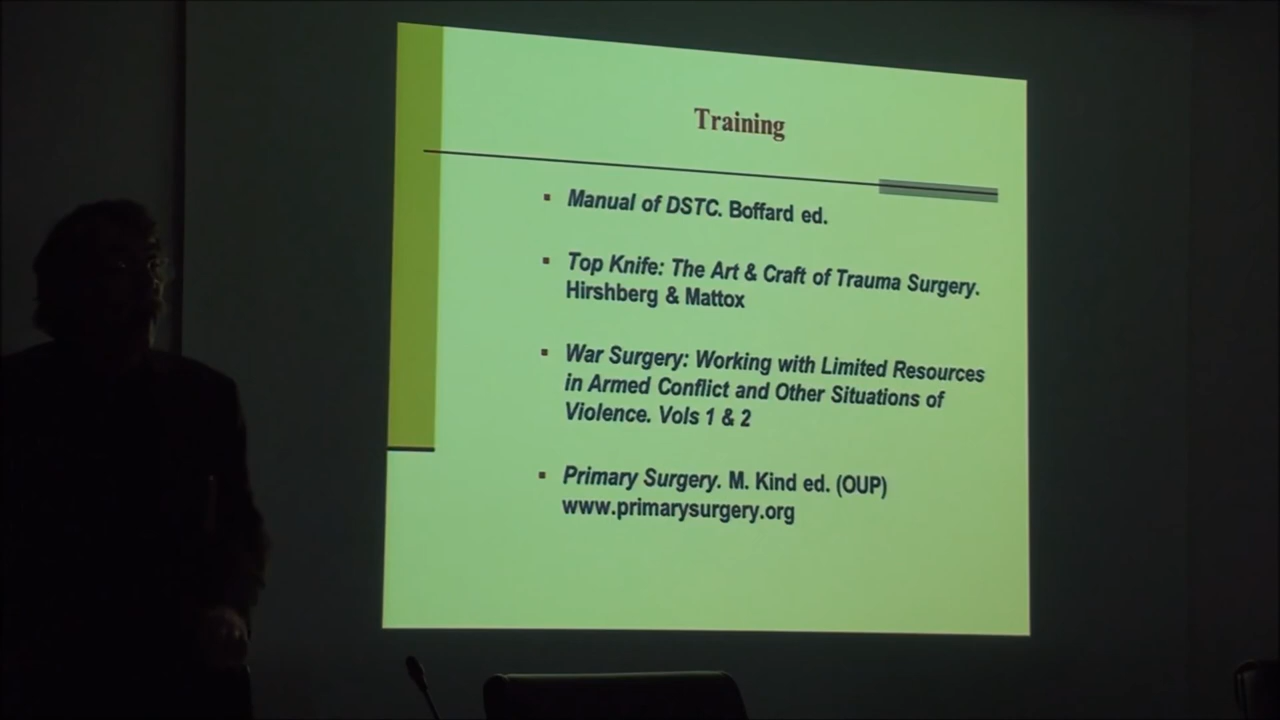 Training
Manual of DSTC. Boffard ed.
Top Knife: The Art & Craft of Trauma Surgery.
Hirshberg & Mattox
War Surgery: Working with Limited Resources
in Armed Conflict and Other Situations of
Violence. Vols 1 & 2
Primary Surgery. M. Kind ed. (OUP)
www.primarysurgery.org